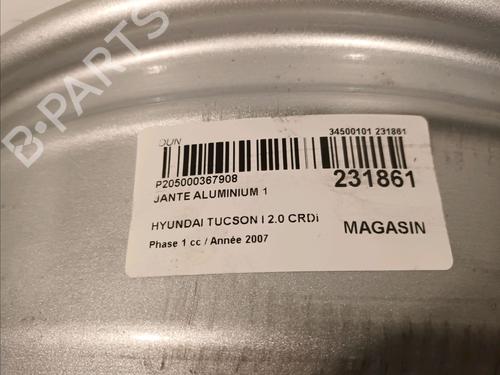 B-PARTS
DUN
34500101 231861
P205000367908
231861
JANTE ALUMINIUM 1
HYUNDAI TUCSON I 2.0 CRDi
MAGASIN
Phase 1 cc / Année 2007